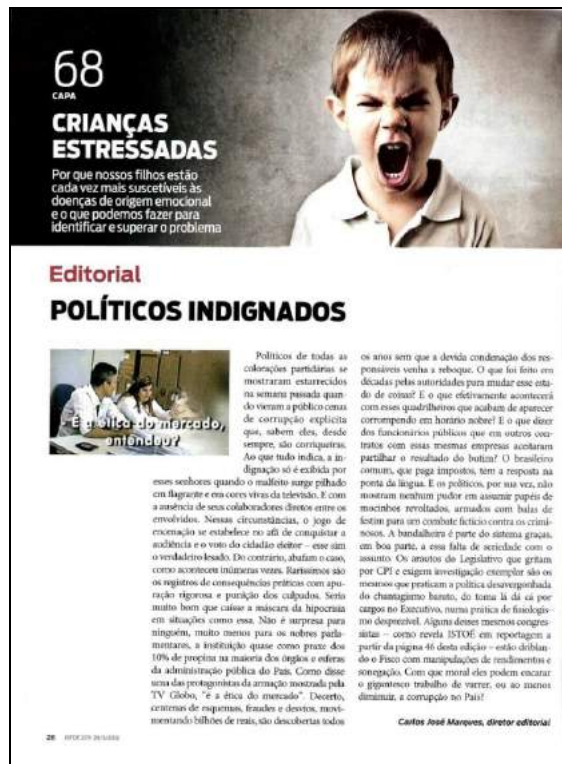 68
CAPA
CRIANÇAS
ESTRESSADAS
Por que nossos filhos estão
cada vez mais suscetíveis às
doenças de origem emocional
e o que podemos fazer para
identificar e superar o problema
Editorial
POLÍTICOS INDIGNADOS
- É a ética do mercado,
entendeu?
Políticos de todas as
colorações partidárias se
mostraram estarrecidos
na semana passada quan-
do vieram a público cenas
de corrupção explícita
que, sabem eles, desde
sempre, são corriqueiras.
Ao que tudo indica, a in-
dignação só é exibida por
esses senhores quando o malfeito surge pilhado
em flagrante e em cores vivas da televisão. E com
a ausência de seus colaboradores diretos entre os
envolvidos. Nessas circunstâncias, o jogo de
encenação se estabelece no afã de conquistar a
audiência e o voto do cidadão eleitor – esse sim
o verdadeiro lesado. Do contrário, abafam o caso,
como aconteceu inúmeras vezes. Raríssimos são
os registros de consequências práticas com apu-
ração rigorosa e punição dos culpados. Seria
muito bom que caísse a máscara da hipocrisia
em situações como essa. Não é surpresa para
ninguém, muito menos para os nobres parla-
mentares, a instituição quase como praxe dos
10% de propina na maioria dos órgãos e esferas
da administração pública do País. Como disse
uma das protagonistas da armação mostrada pela
TV Globo, "é a ética do mercado". Decerto,
centenas de esquemas, fraudes e desvios, movi-
mentando bilhões de reais, são descobertas todos
os anos sem que a devida condenação dos res-
ponsáveis venha a reboque. O que foi feito em
décadas pelas autoridades para mudar esse esta-
do de coisas? E o que efetivamente acontecerá
com esses quadrilheiros que acabam de aparecer
corrompendo em horário nobre? E o que dizer
dos funcionários públicos que em outros con-
tratos com essas mesmas empresas aceitaram
partilhar o resultado do butim? O brasileiro
comum, que paga impostos, tem a resposta na
ponta da língua. E os políticos, por sua vez, não
mostram nenhum pudor em assumir papéis de
mocinhos revoltados, armados com balas de
festim para um combate fictício contra os crimi-
nosos. A bandalheira é parte do sistema graças,
em boa parte, a essa falta de seriedade com o
assunto. Os arautos do Legislativo que gritam
por CPI e exigem investigação exemplar são os
mesmos que praticam a política desavergonhada
do chantagismo barato, do toma lá dá cá por
cargos no Executivo, numa prática de fisiologis-
mo desprezível. Alguns desses mesmos congres-
sistas – como revela ISTOÉ em reportagem a
partir da página 46 desta edição – estão driblan-
do o Fisco com manipulações de rendimentos e
sonegação. Com que moral eles podem encarar
o gigantesco trabalho de varrer, ou ao menos
diminuir, a corrupção no País?
Carlos José Marques, diretor editorial